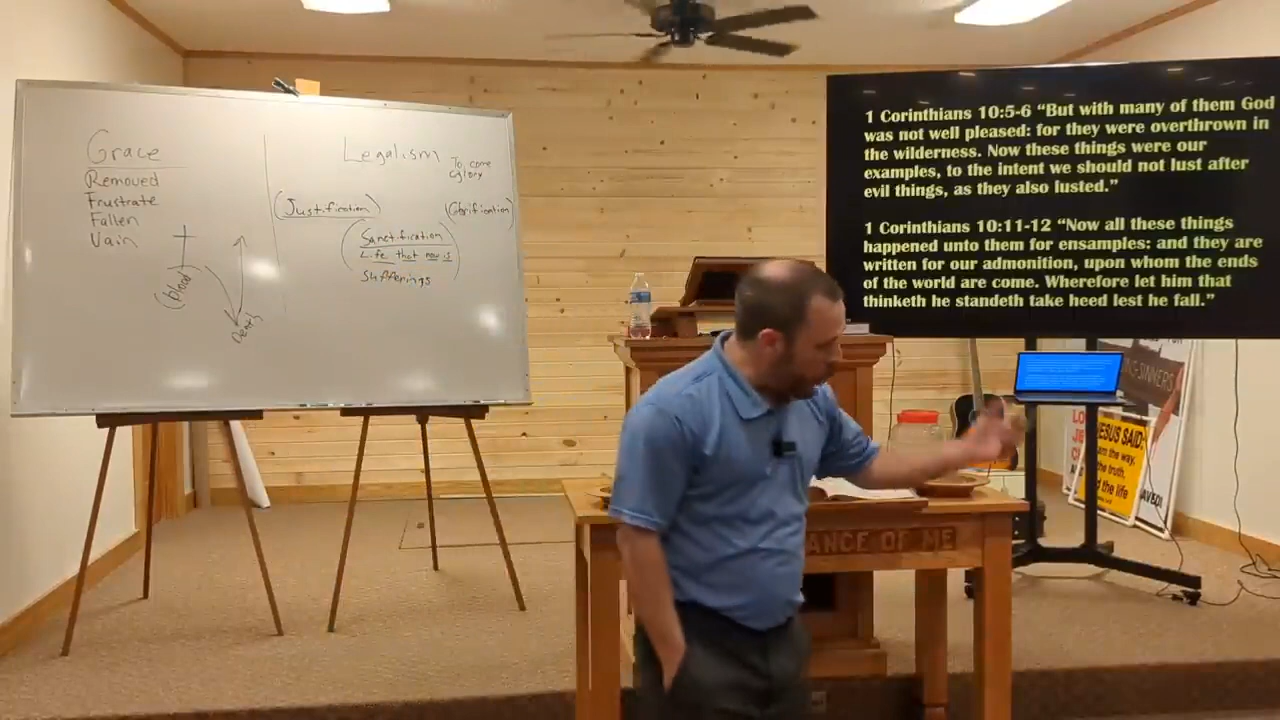 Grace
Removed
Frustrate
Fallen
Vain
(blood
Death
Legalism
To come
glory
(Justification)
(Glorification)
(Sanctification
Life that now is)
Sufferings
1 Corinthians 10:5-6 “But with many of them God
was not well pleased: for they were overthrown in
the wilderness. Now these things were our
examples, to the intent we should not lust after
evil things, as they also lusted.”
1 Corinthians 10:11-12 “Now all these things
happened unto them for ensamples: and they are
written for our admonition, upon whom the ends
of the world are come. Wherefore let him that
thinketh he standeth take heed lest he fall.”
SINNERS
JESUS SAID:
am the way,
the truth,
the life
ANCE OF ME